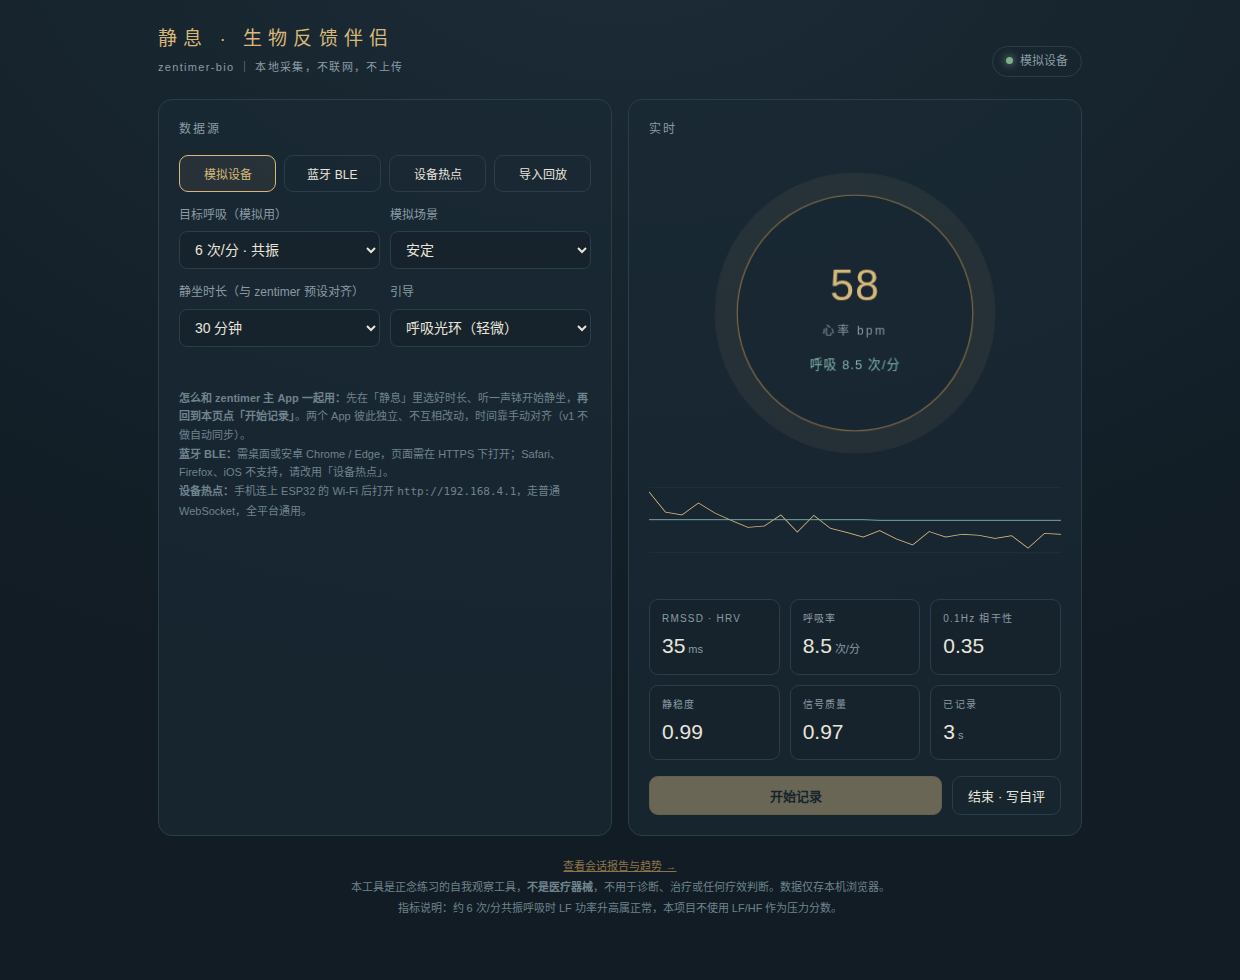 静息 · 生物反馈伴侣
zentimer-bio ｜ 本地采集，不联网，不上传
模拟设备
数据源
模拟设备
蓝牙 BLE
设备热点
导入回放
目标呼吸（模拟用）
模拟场景
6 次/分 · 共振
安定
静坐时长（与 zentimer 预设对齐）
引导
30 分钟
呼吸光环（轻微）
怎么和 zentimer 主 App 一起用：先在「静息」里选好时长、听一声钵开始静坐，再
回到本页点「开始记录」。两个 App 彼此独立、不互相改动，时间靠手动对齐（v1 不
做自动同步）。
蓝牙 BLE：需桌面或安卓 Chrome / Edge，页面需在 HTTPS 下打开；Safari、
Firefox、iOS 不支持，请改用「设备热点」。
设备热点：手机连上 ESP32 的 Wi-Fi 后打开 http://192.168.4.1，走普通
WebSocket，全平台通用。
实时
58
心率 bpm
呼吸 8.5 次/分
RMSSD · HRV
35 ms
呼吸率
8.5 次/分
0.1Hz 相干性
0.35
静稳度
0.99
信号质量
0.97
已记录
3 s
开始记录
结束 · 写自评
查看会话报告与趋势 →
本工具是正念练习的自我观察工具，不是医疗器械，不用于诊断、治疗或任何疗效判断。数据仅存本机浏览器。
指标说明：约 6 次/分共振呼吸时 LF 功率升高属正常，本项目不使用 LF/HF 作为压力分数。